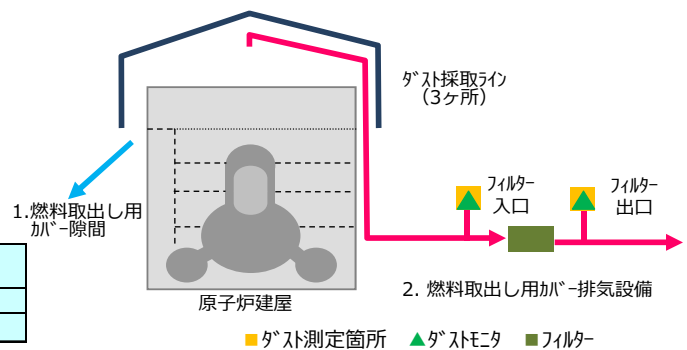 ダスト採取ライン
(3ヶ所)
フィルター
入口
フィルター
出口
1.燃料取出し用
カバー隙間
原子炉建屋
2. 燃料取出し用カバー排気設備
■ダスト測定箇所 ▲ダストモニタ ■フィルター